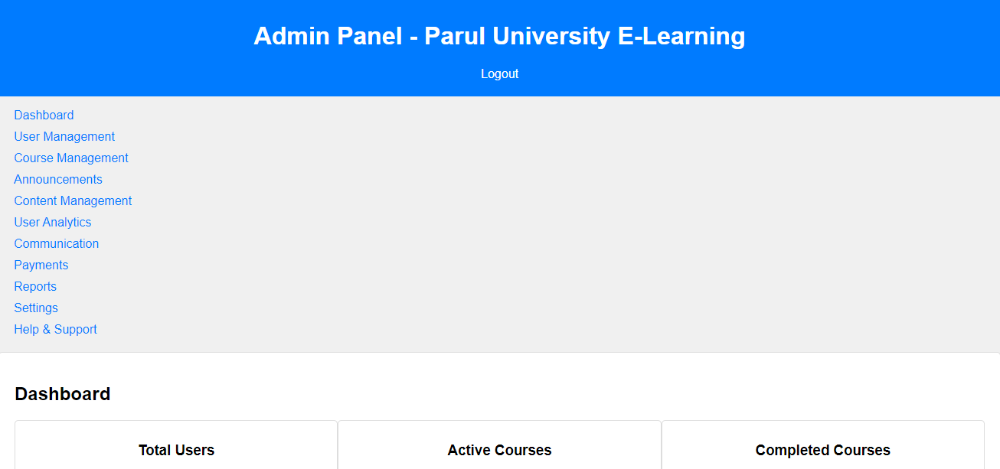 Admin Panel - Parul University E-Learning
Logout
Dashboard
User Management
Course Management
Announcements
Content Management
User Analytics
Communication
Payments
Reports
Settings
Help & Support
Dashboard
Total Users
Active Courses
Completed Courses